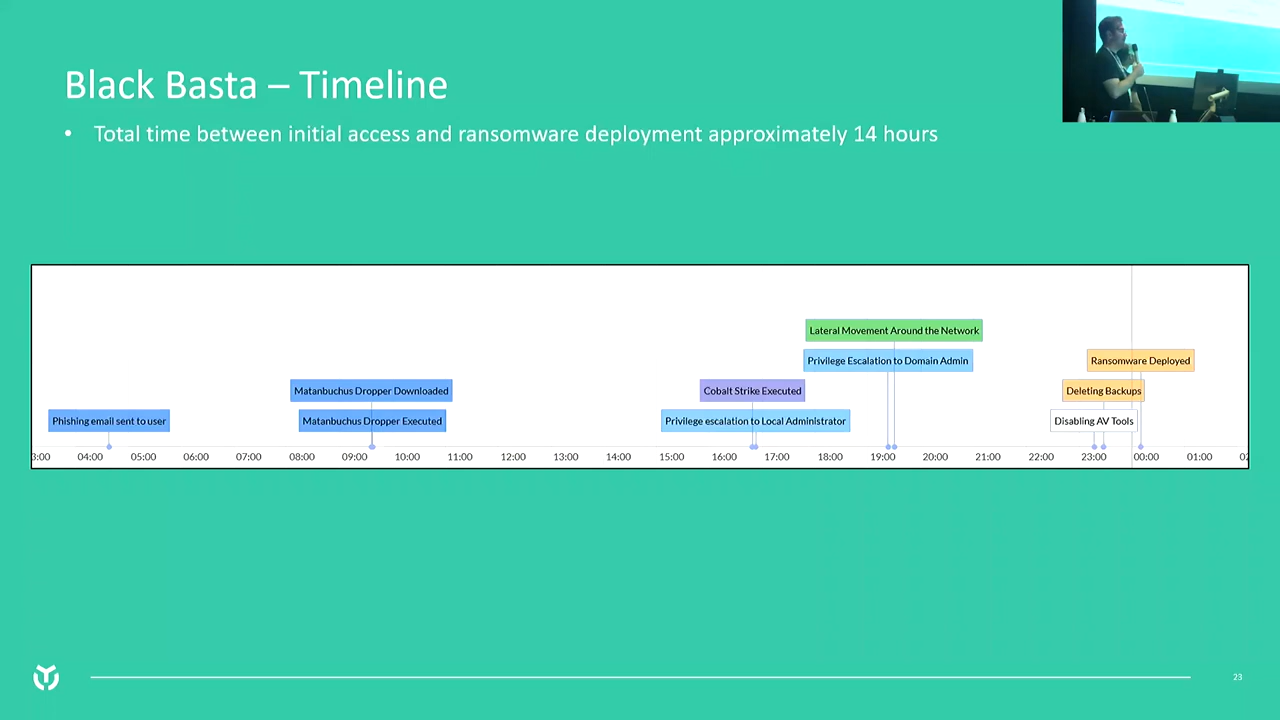 Black Basta – Timeline
• Total time between initial access and ransomware deployment approximately 14 hours
Lateral Movement Around the Network
Privilege Escalation to Domain Admin
Ransomware Deployed
Matanbuchus Dropper Downloaded
Cobalt Strike Executed
Deleting Backups
Phishing email sent to user
Matanbuchus Dropper Executed
Privilege escalation to Local Administrator
Disabling AV Tools
3:00 04:00 05:00 06:00 07:00 08:00 09:00 10:00 11:00 12:00 13:00 14:00 15:00 16:00 17:00 18:00 19:00 20:00 21:00 22:00 23:00 00:00 01:00 02
23